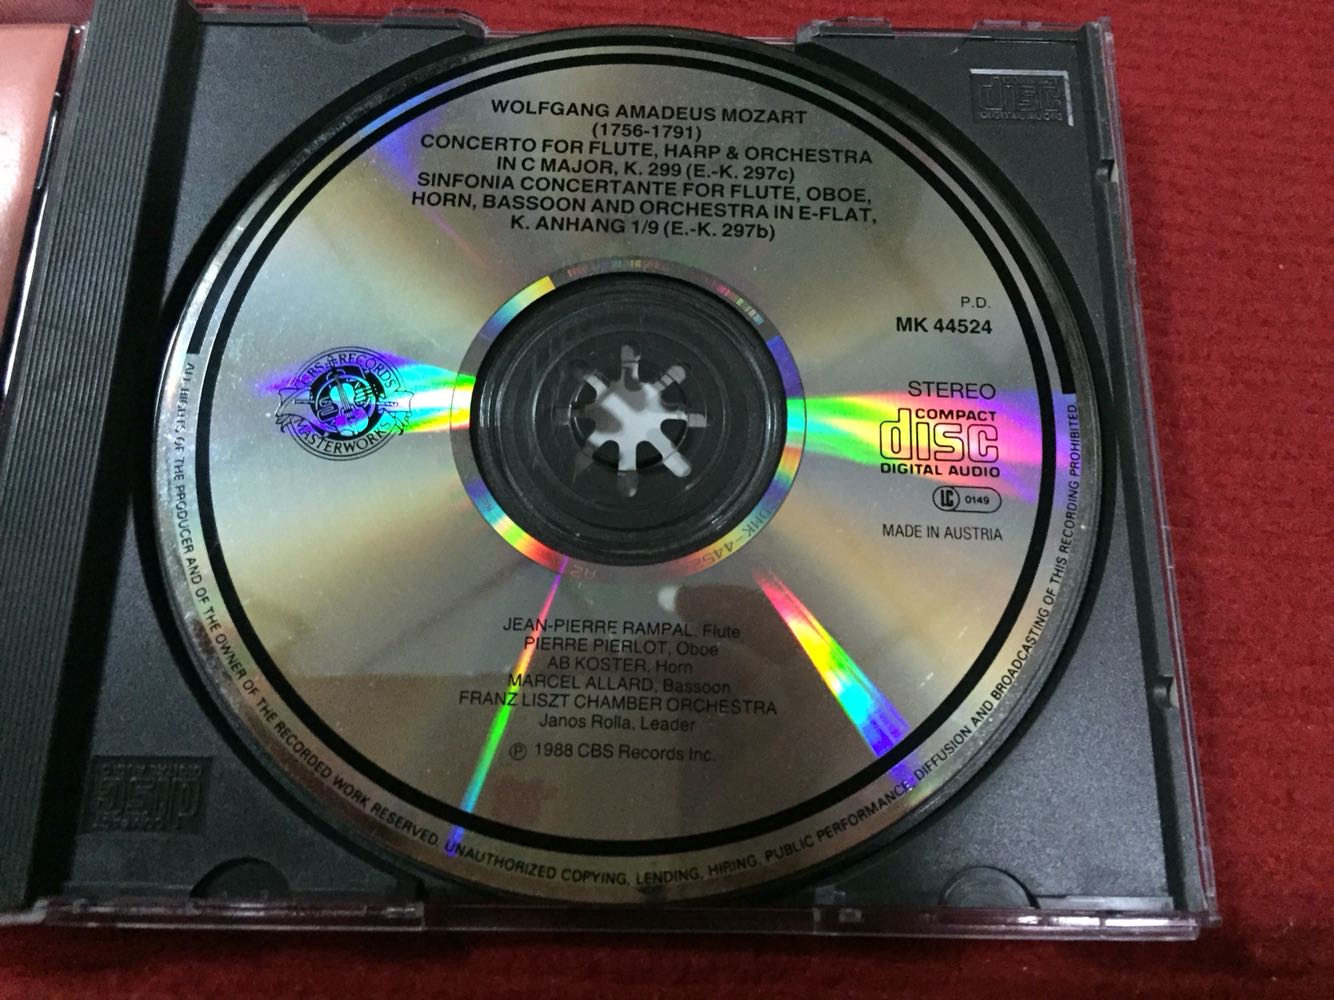 WOLFGANG AMADEUS MOZART
(1756-1791)
CONCERTO FOR FLUTE, HARP & ORCHESTRA
IN C MAJOR, K. 299 (E.-K. 297c)
SINFONIA CONCERTANTE FOR FLUTE, OBOE,
HORN, BASSOON AND ORCHESTRA IN E-FLAT,
K. ANHANG 1/9 (E.-K. 297b)
P.D.
MK 44524
CBS RECORDS
MASTERWORKS
STEREO
COMPACT
disc
DIGITAL AUDIO
LC 0149
MADE IN AUSTRIA
JEAN-PIERRE RAMPAL, Flute
PIERRE PIERLOT, Oboe
AB KOSTER, Horn
MARCEL ALLARD, Bassoon
FRANZ LISZT CHAMBER ORCHESTRA
Janos Rolla, Leader
℗ 1988 CBS Records Inc.
ALL RIGHTS OF THE PRODUCER AND OF THE OWNER OF THE RECORDED WORK RESERVED. UNAUTHORIZED COPYING, LENDING, HIRING, PUBLIC PERFORMANCE, DIFFUSION AND BROADCASTING OF THIS RECORDING PROHIBITED
disc
DIGITAL AUDIO